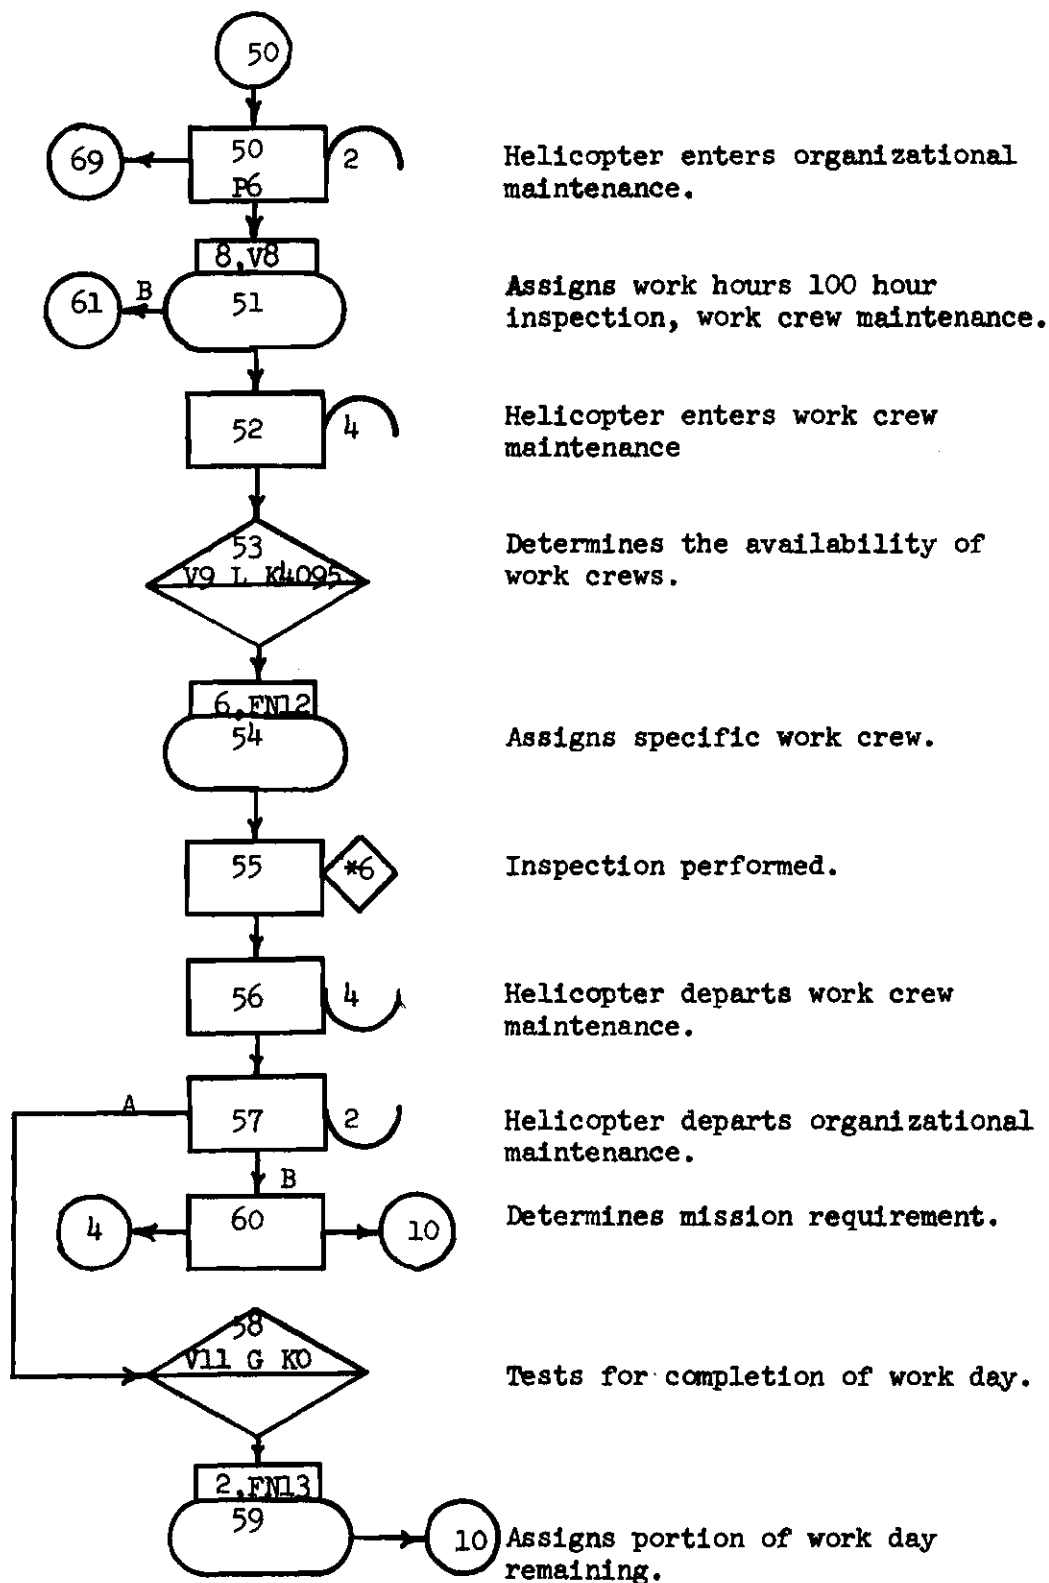 50
69
50
P6
2
Helicopter enters organizational
maintenance.
8,V8
61
B
51
Assigns work hours 100 hour
inspection, work crew maintenance.
52
4
Helicopter enters work crew
maintenance
53
V9 L K4095
Determines the availability of
work crews.
6,FN12
54
Assigns specific work crew.
55
*6
Inspection performed.
56
4
Helicopter departs work crew
maintenance.
A
57
2
Helicopter departs organizational
maintenance.
B
4
60
10
Determines mission requirement.
58
V11 G K0
Tests for completion of work day.
2,FN13
59
10
Assigns portion of work day
remaining.